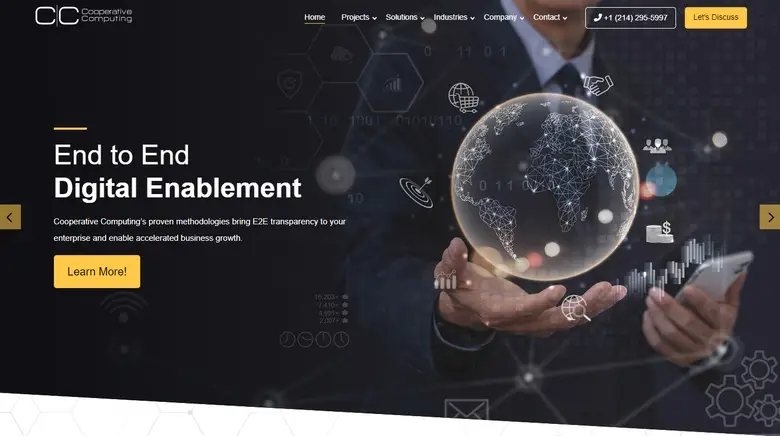 Cooperative
Computing
Home
Projects
Solutions
Industries
Company
Contact
+1 (214) 295-5997
Let's Discuss
End to End
Digital Enablement
Cooperative Computing's proven methodologies bring E2E transparency to your
enterprise and enable accelerated business growth.
Learn More!